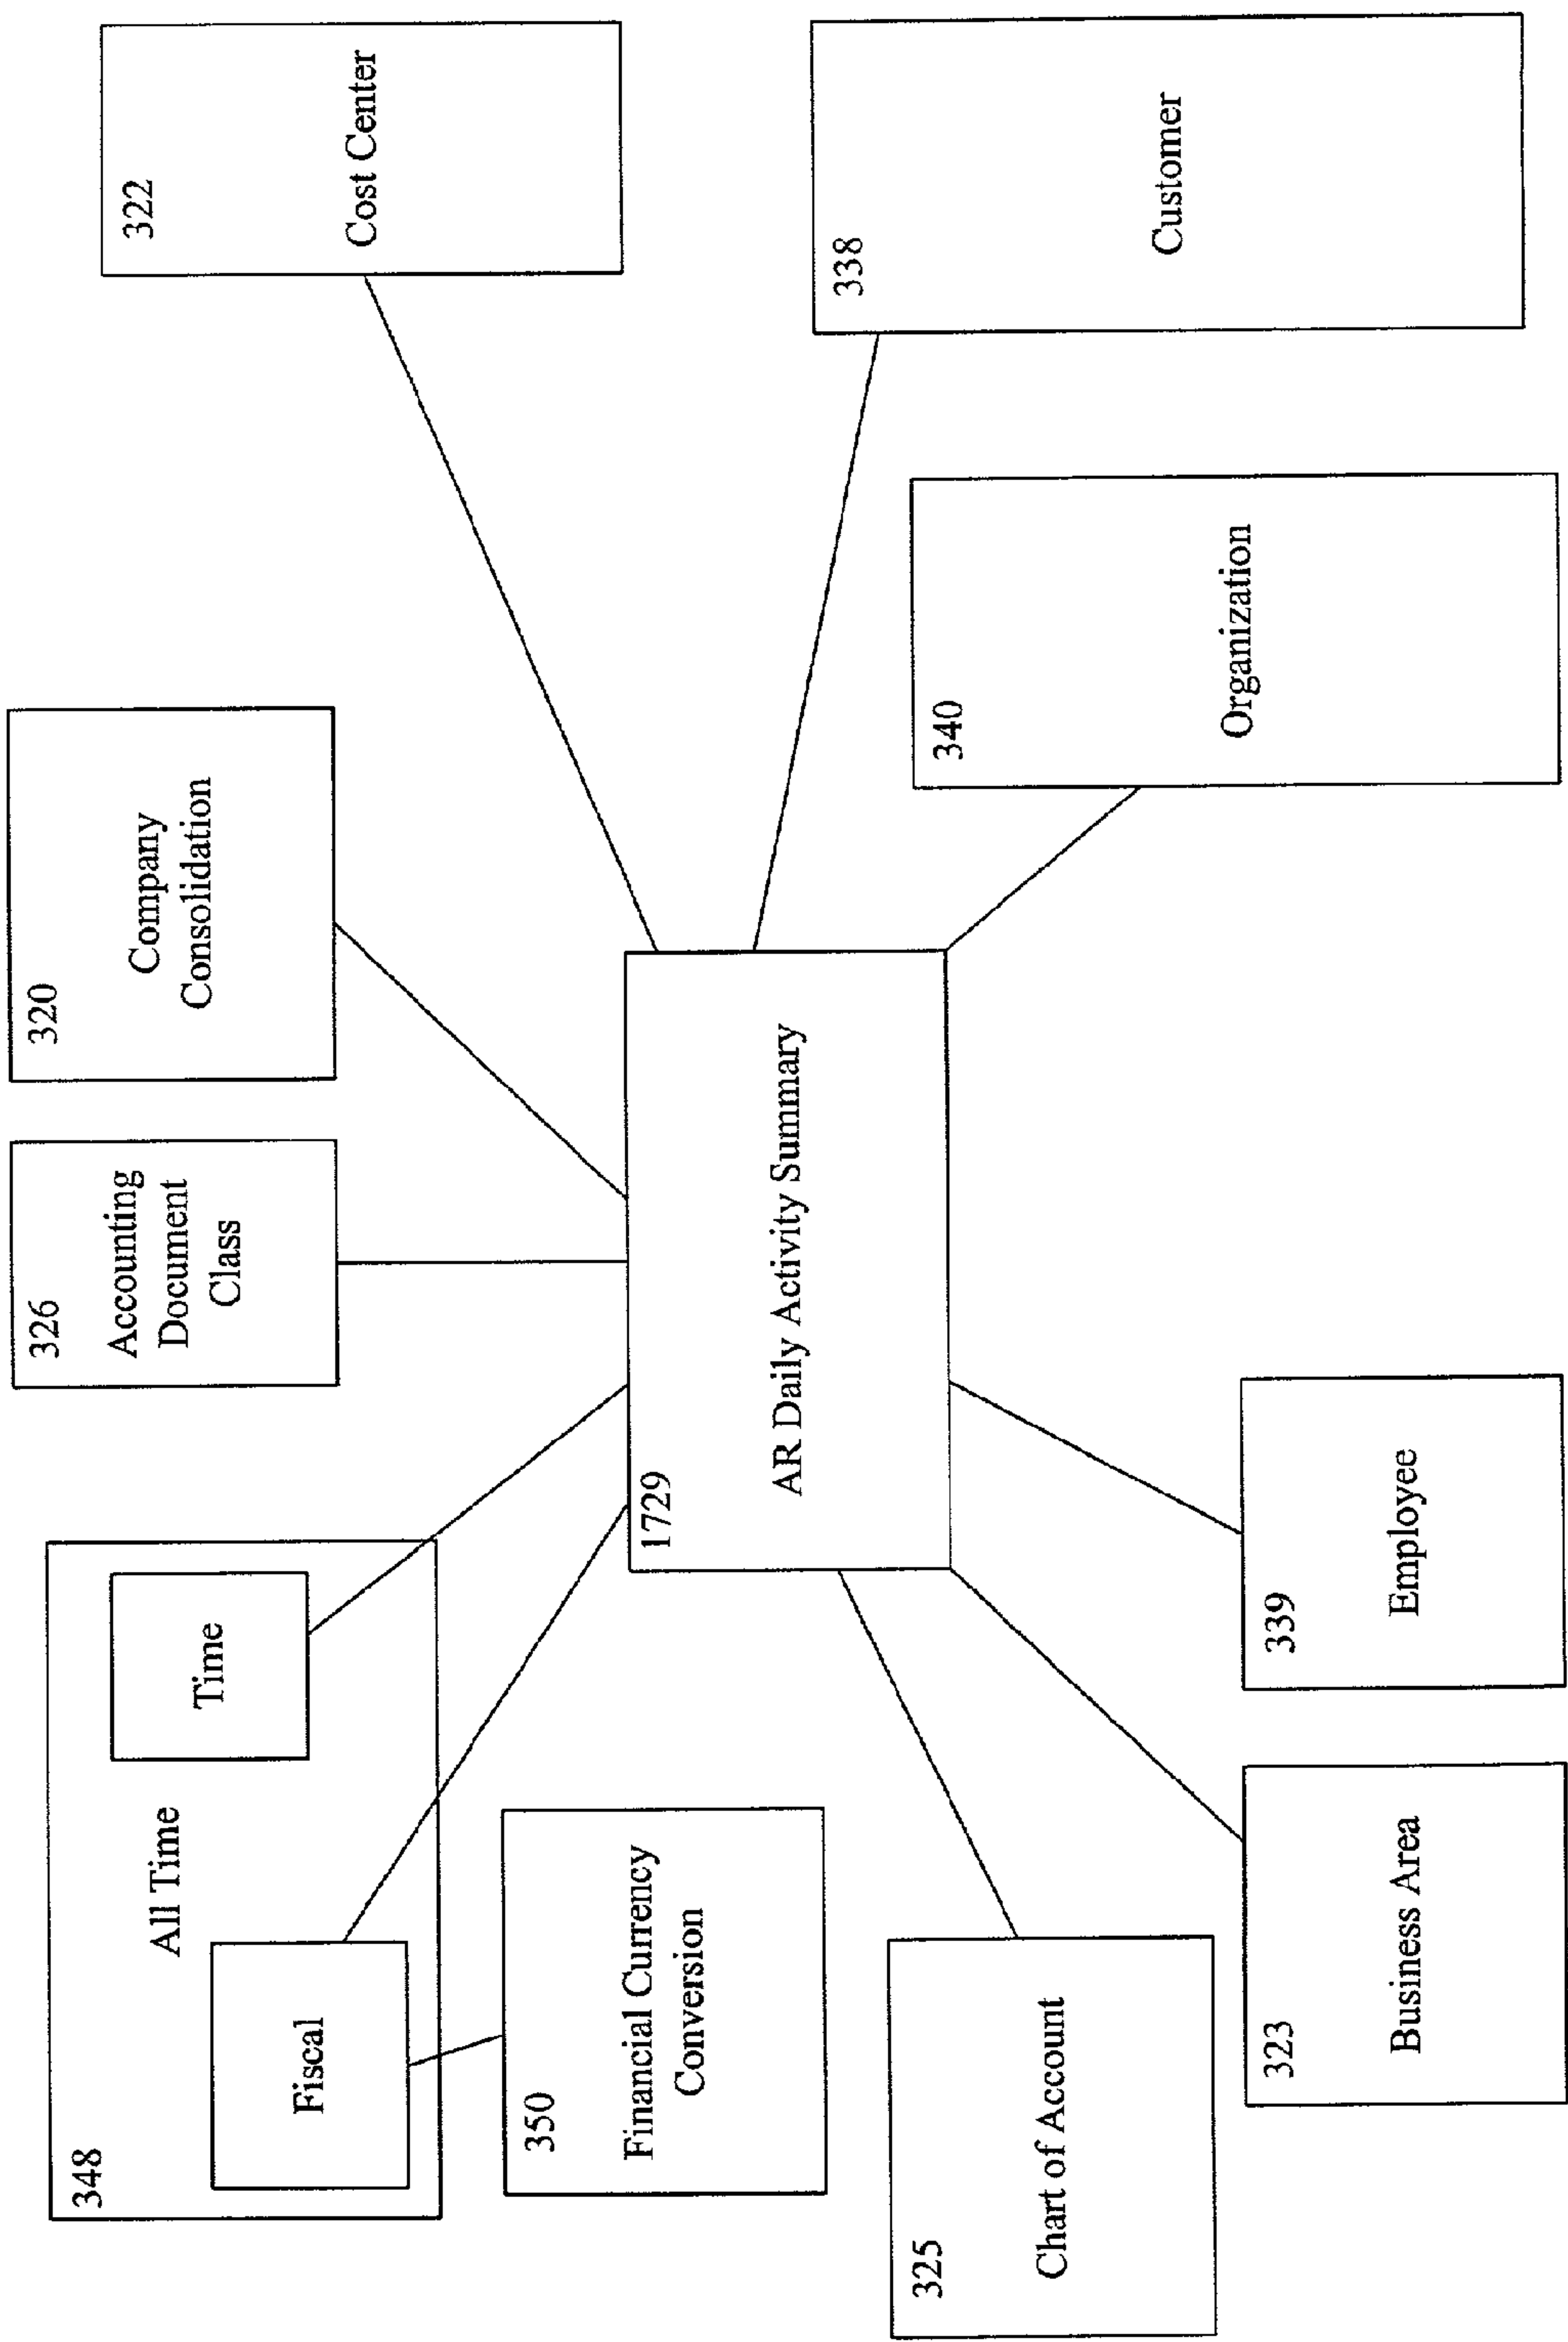 348
All Time
Fiscal
Time
326
Accounting
Document
Class
320
Company
Consolidation
322
Cost Center
350
Financial Currency
Conversion
1729
AR Daily Activity Summary
338
Customer
325
Chart of Account
340
Organization
323
Business Area
339
Employee